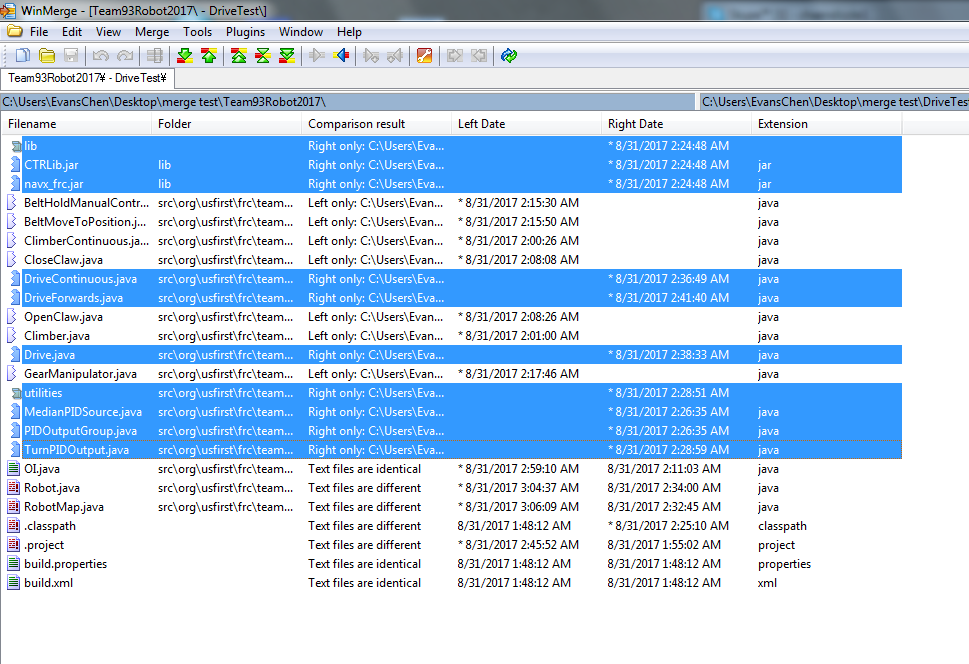 WinMerge - [Team93Robot2017\ - DriveTest\]
File Edit View Merge Tools Plugins Window Help
Team93Robot2017¥ - DriveTest¥
C:\Users\EvansChen\Desktop\merge test\Team93Robot2017\ C:\Users\EvansChen\Desktop\merge test\DriveTes
Filename Folder Comparison result Left Date Right Date Extension
lib Right only: C:\Users\Eva... * 8/31/2017 2:24:48 AM
CTRLib.jar lib Right only: C:\Users\Eva... * 8/31/2017 2:24:48 AM jar
navx_frc.jar lib Right only: C:\Users\Eva... * 8/31/2017 2:24:48 AM jar
BeltHoldManualContr... src\org\usfirst\frc\team... Left only: C:\Users\Evan... * 8/31/2017 2:15:30 AM java
BeltMoveToPosition.j... src\org\usfirst\frc\team... Left only: C:\Users\Evan... * 8/31/2017 2:15:50 AM java
ClimberContinuous.ja... src\org\usfirst\frc\team... Left only: C:\Users\Evan... * 8/31/2017 2:00:26 AM java
CloseClaw.java src\org\usfirst\frc\team... Left only: C:\Users\Evan... * 8/31/2017 2:08:08 AM java
DriveContinuous.java src\org\usfirst\frc\team... Right only: C:\Users\Eva... * 8/31/2017 2:36:49 AM java
DriveForwards.java src\org\usfirst\frc\team... Right only: C:\Users\Eva... * 8/31/2017 2:41:40 AM java
OpenClaw.java src\org\usfirst\frc\team... Left only: C:\Users\Evan... * 8/31/2017 2:08:26 AM java
Climber.java src\org\usfirst\frc\team... Left only: C:\Users\Evan... * 8/31/2017 2:01:00 AM java
Drive.java src\org\usfirst\frc\team... Right only: C:\Users\Eva... * 8/31/2017 2:38:33 AM java
GearManipulator.java src\org\usfirst\frc\team... Left only: C:\Users\Evan... * 8/31/2017 2:17:46 AM java
utilities src\org\usfirst\frc\team... Right only: C:\Users\Eva... * 8/31/2017 2:28:51 AM
MedianPIDSource.java src\org\usfirst\frc\team... Right only: C:\Users\Eva... * 8/31/2017 2:26:35 AM java
PIDOutputGroup.java src\org\usfirst\frc\team... Right only: C:\Users\Eva... * 8/31/2017 2:26:35 AM java
TurnPIDOutput.java src\org\usfirst\frc\team... Right only: C:\Users\Eva... * 8/31/2017 2:28:59 AM java
OI.java src\org\usfirst\frc\team... Text files are identical * 8/31/2017 2:59:10 AM 8/31/2017 2:11:03 AM java
Robot.java src\org\usfirst\frc\team... Text files are different * 8/31/2017 3:04:37 AM 8/31/2017 2:34:00 AM java
RobotMap.java src\org\usfirst\frc\team... Text files are different * 8/31/2017 3:06:09 AM 8/31/2017 2:32:45 AM java
.classpath Text files are different 8/31/2017 1:48:12 AM * 8/31/2017 2:25:10 AM classpath
.project Text files are different * 8/31/2017 2:45:52 AM 8/31/2017 1:55:02 AM project
build.properties Text files are identical 8/31/2017 1:48:12 AM 8/31/2017 1:48:12 AM properties
build.xml Text files are identical 8/31/2017 1:48:12 AM 8/31/2017 1:48:12 AM xml